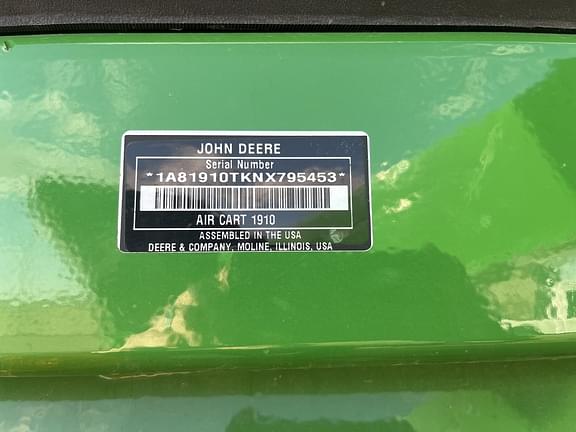 JOHN DEERE
Serial Number
*1A81910TKNX795453*
AIR CART 1910
ASSEMBLED IN THE USA
DEERE & COMPANY, MOLINE, ILLINOIS, USA